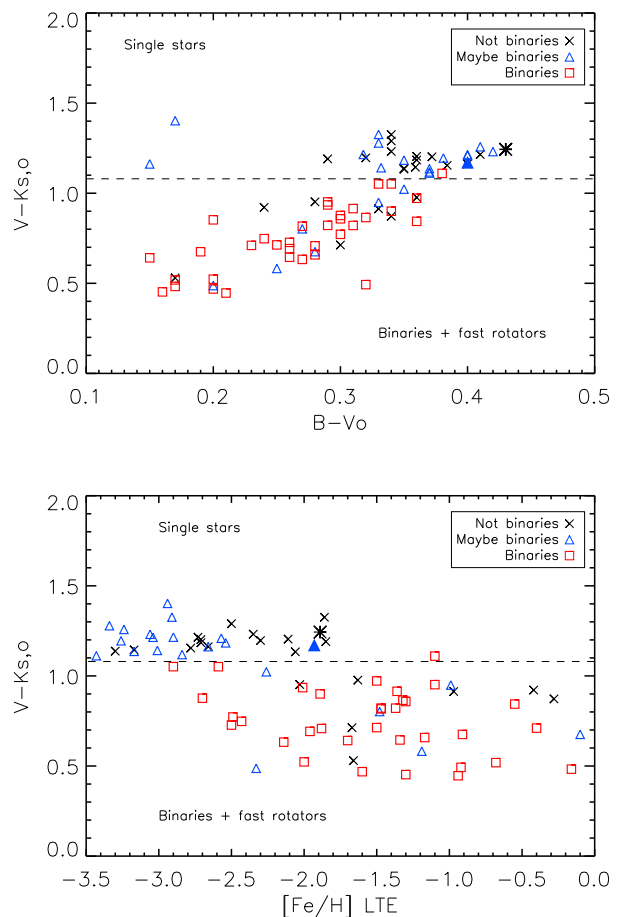 2.0
Single stars
Not binaries
Maybe binaries
Binaries
1.5
V-Ks,o
1.0
0.5
Binaries + fast rotators
0.0
0.1 0.2 0.3 0.4 0.5
B-Vo
2.0
Single stars
Not binaries
Maybe binaries
Binaries
1.5
V-Ks,o
1.0
0.5
Binaries + fast rotators
0.0
-3.5 -3.0 -2.5 -2.0 -1.5 -1.0 -0.5 0.0
[Fe/H] LTE